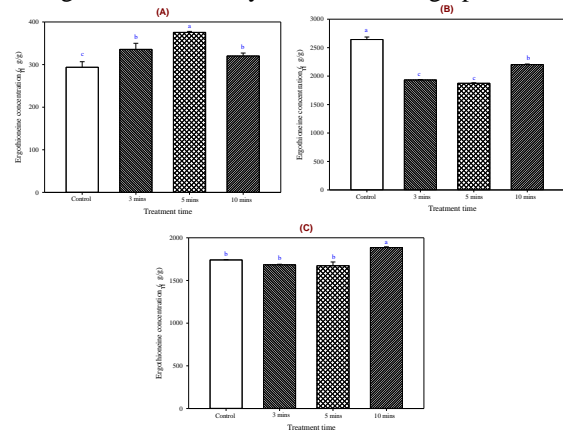 (A)
Ergothioneine concentration (μg/g)
400
300
200
100
0
c
b
a
b
Control
3 mins
5 mins
10 mins
Treatment time
(B)
Ergothioneine concentration (μg/g)
3000
2500
2000
1500
1000
500
0
a
c
c
b
Control
3 mins
5 mins
10 mins
Treatment time
(C)
Ergothioneine concentration (μg/g)
2000
1500
1000
500
0
b
b
b
a
Control
3 mins
5 mins
10 mins
Treatment time